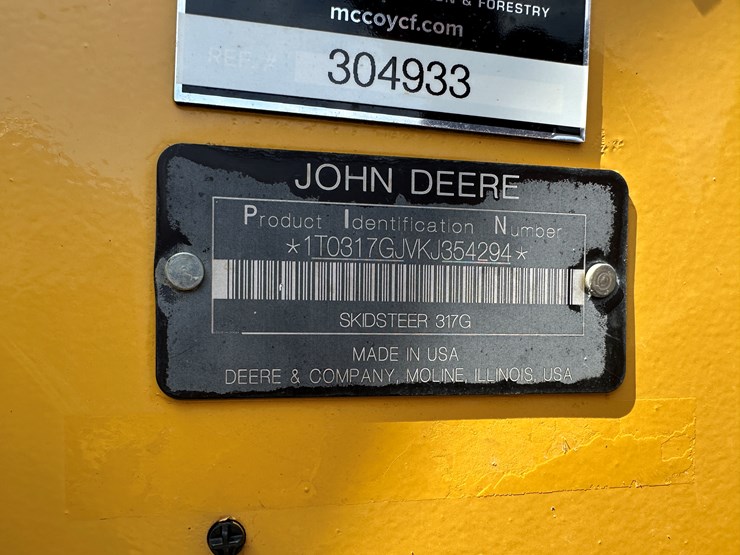 & FORESTRY
mccoycf.com
REF. # 304933
JOHN DEERE
Product Identification Number
*1T0317GJVKJ354294*
SKIDSTEER 317G
MADE IN USA
DEERE & COMPANY, MOLINE, ILLINOIS, USA